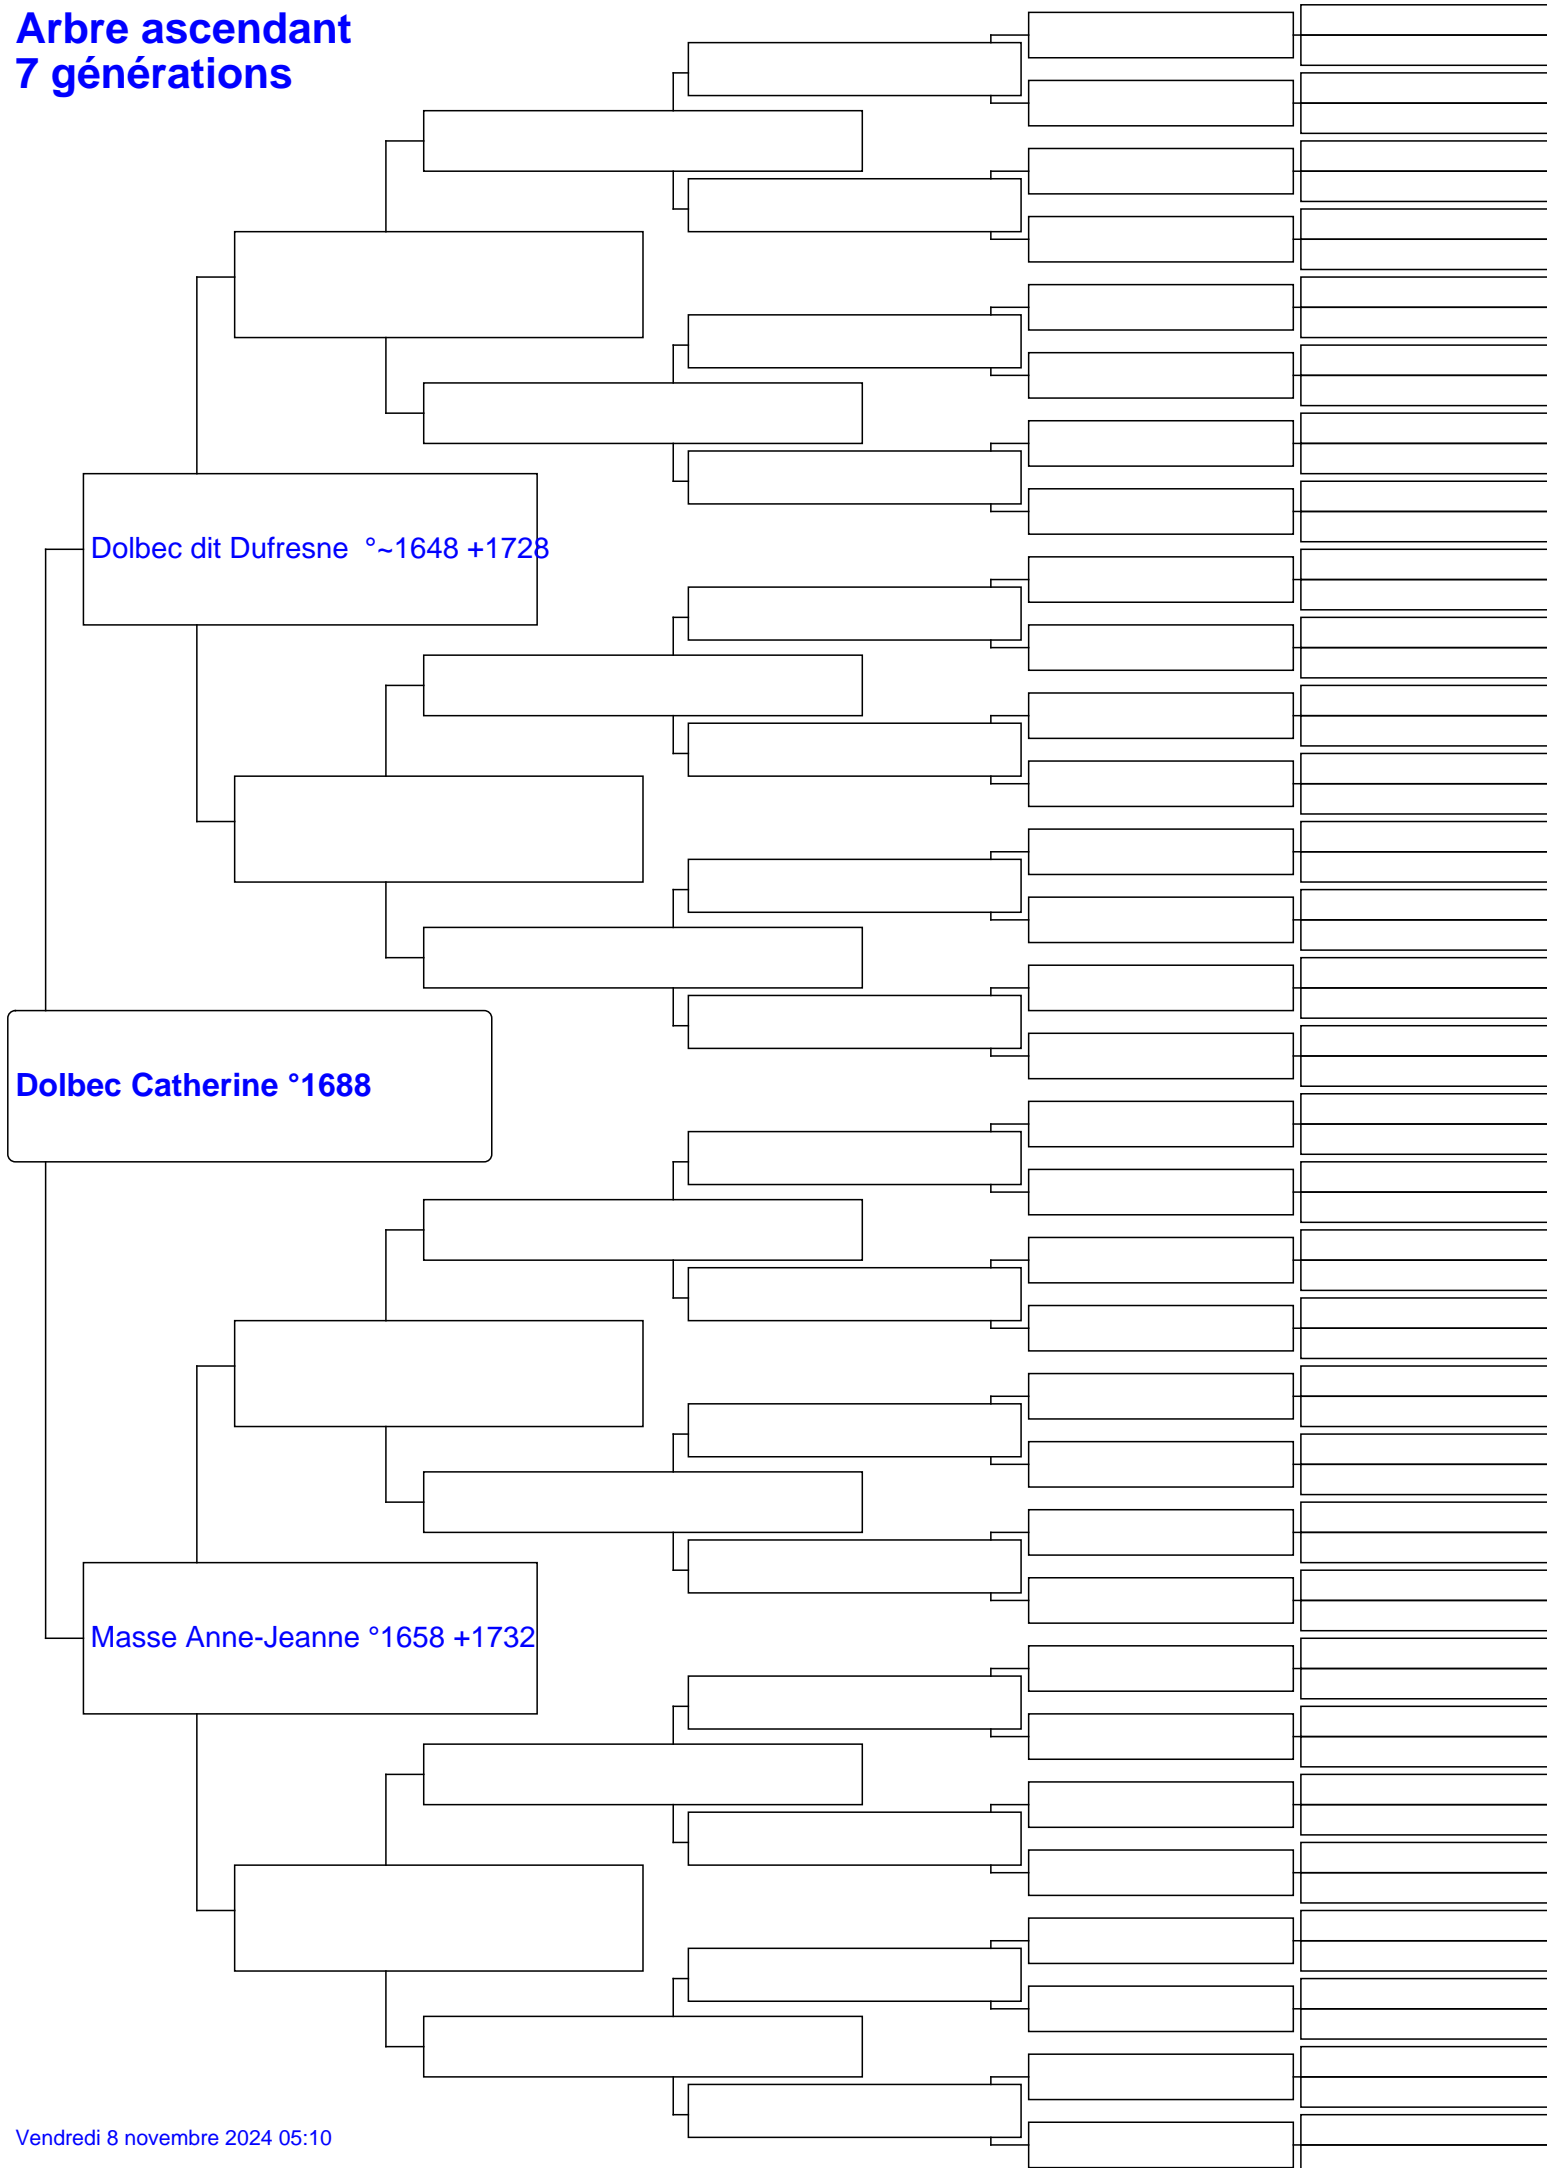 Arbre ascendant
7 générations
Dolbec dit Dufresne  °~1648 +1728
Dolbec Catherine °1688
Masse Anne-Jeanne °1658 +1732
Vendredi 8 novembre 2024 05:10